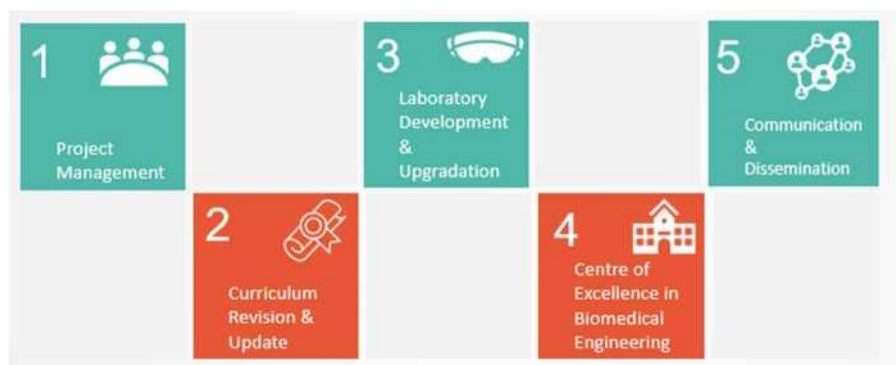 1
Project
Management
2
Curriculum
Revision &
Update
3
Laboratory
Development
&
Upgradation
4
Centre of
Excellence in
Biomedical
Engineering
5
Communication
&
Dissemination